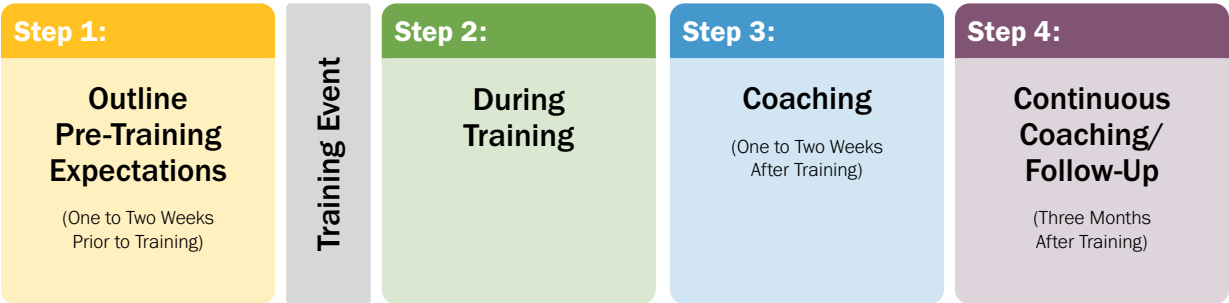 Step 1:
Outline
Pre-Training
Expectations
(One to Two Weeks
Prior to Training)
Training Event
Step 2:
During
Training
Step 3:
Coaching
(One to Two Weeks
After Training)
Step 4:
Continuous
Coaching/
Follow-Up
(Three Months
After Training)